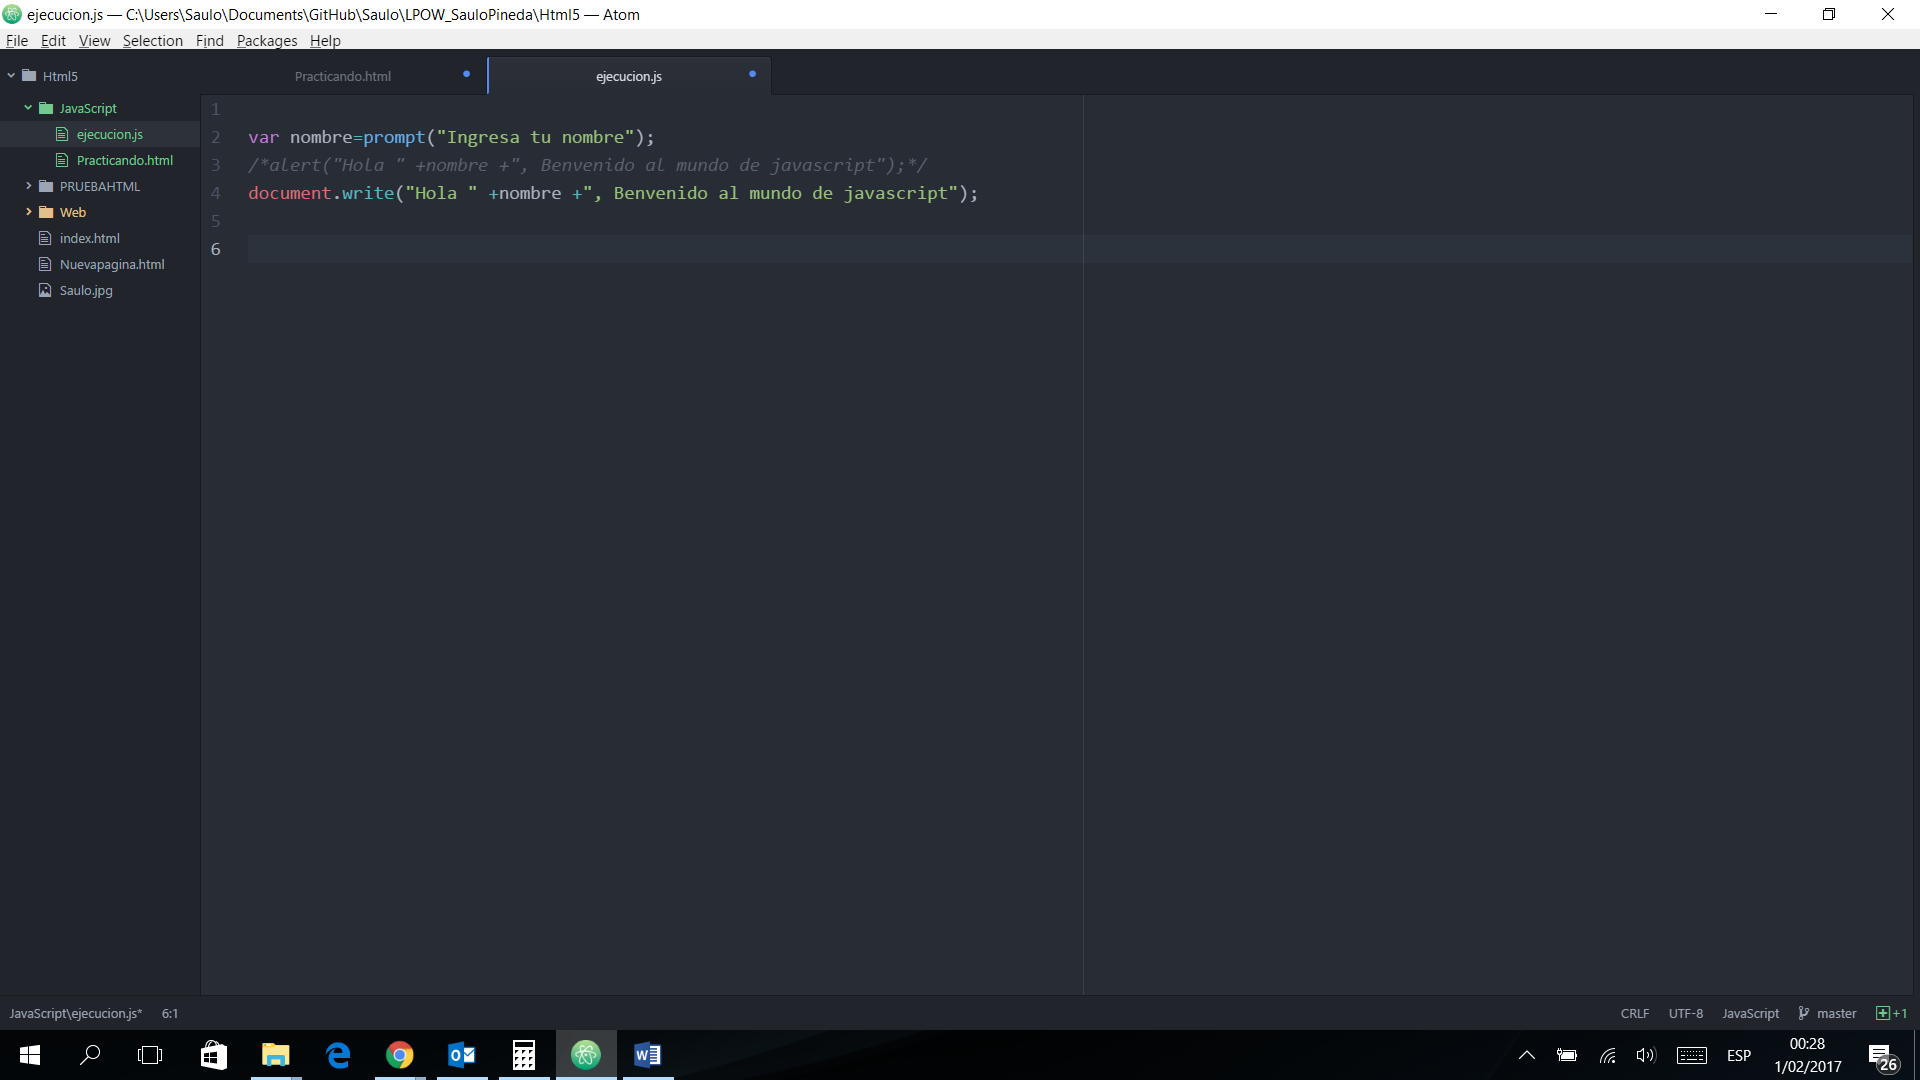 ejecucion.js — C:\Users\Saulo\Documents\GitHub\Saulo\LPOW_SauloPineda\Html5 — Atom
File Edit View Selection Find Packages Help
Html5
JavaScript
ejecucion.js
Practicando.html
PRUEBAHTML
Web
index.html
Nuevapagina.html
Saulo.jpg
Practicando.html ejecucion.js
1
2 var nombre=prompt("Ingresa tu nombre");
3 /*alert("Hola " +nombre +", Benvenido al mundo de javascript");*/
4 document.write("Hola " +nombre +", Benvenido al mundo de javascript");
5
6
JavaScript\ejecucion.js* 6:1 CRLF UTF-8 JavaScript master +1
ESP 00:28 26
1/02/2017